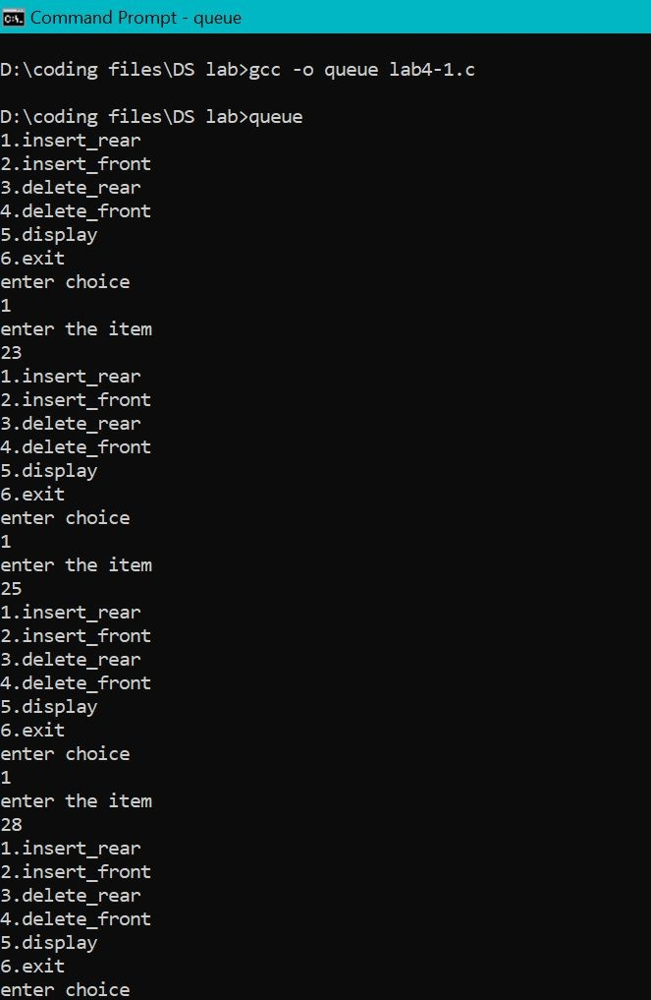 Command Prompt - queue
D:\coding files\DS lab>gcc -o queue lab4-1.c
D:\coding files\DS lab>queue
1.insert_rear
2.insert_front
3.delete_rear
4.delete_front
5.display
6.exit
enter choice
1
enter the item
23
1.insert_rear
2.insert_front
3.delete_rear
4.delete_front
5.display
6.exit
enter choice
1
enter the item
25
1.insert_rear
2.insert_front
3.delete_rear
4.delete_front
5.display
6.exit
enter choice
1
enter the item
28
1.insert_rear
2.insert_front
3.delete_rear
4.delete_front
5.display
6.exit
enter choice